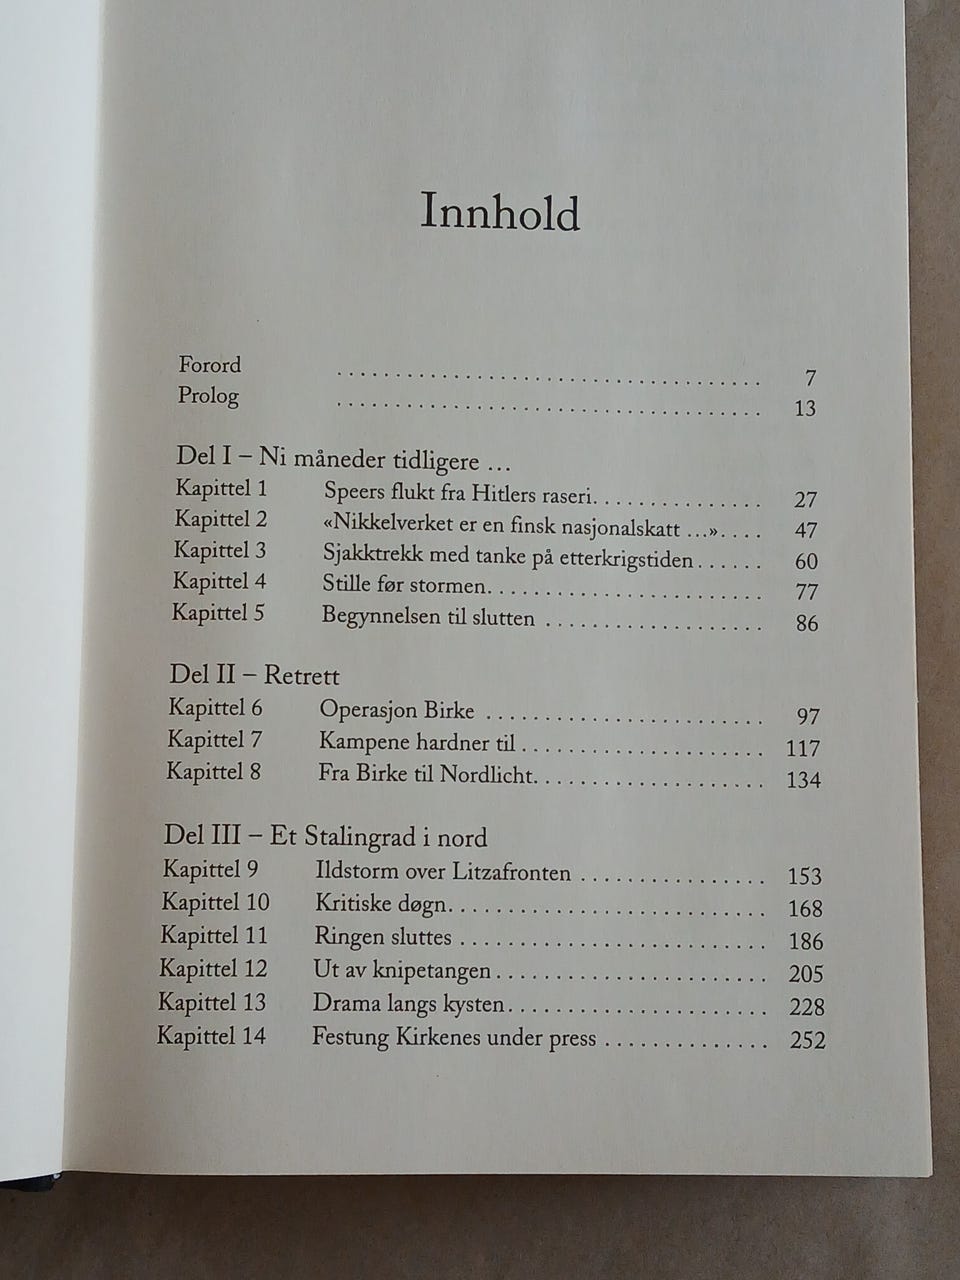 Innhold
Forord ..................................... 7
Prolog ..................................... 13
Del I – Ni måneder tidligere …
Kapittel 1 Speers flukt fra Hitlers raseri............... 27
Kapittel 2 «Nikkelverket er en finsk nasjonalskatt …».... 47
Kapittel 3 Sjakktrekk med tanke på etterkrigstiden...... 60
Kapittel 4 Stille før stormen........................ 77
Kapittel 5 Begynnelsen til slutten ................... 86
Del II – Retrett
Kapittel 6 Operasjon Birke ........................ 97
Kapittel 7 Kampene hardner til..................... 117
Kapittel 8 Fra Birke til Nordlicht.................... 134
Del III – Et Stalingrad i nord
Kapittel 9 Ildstorm over Litzafronten ................ 153
Kapittel 10 Kritiske døgn........................... 168
Kapittel 11 Ringen sluttes .......................... 186
Kapittel 12 Ut av knipetangen....................... 205
Kapittel 13 Drama langs kysten...................... 228
Kapittel 14 Festung Kirkenes under press .............. 252